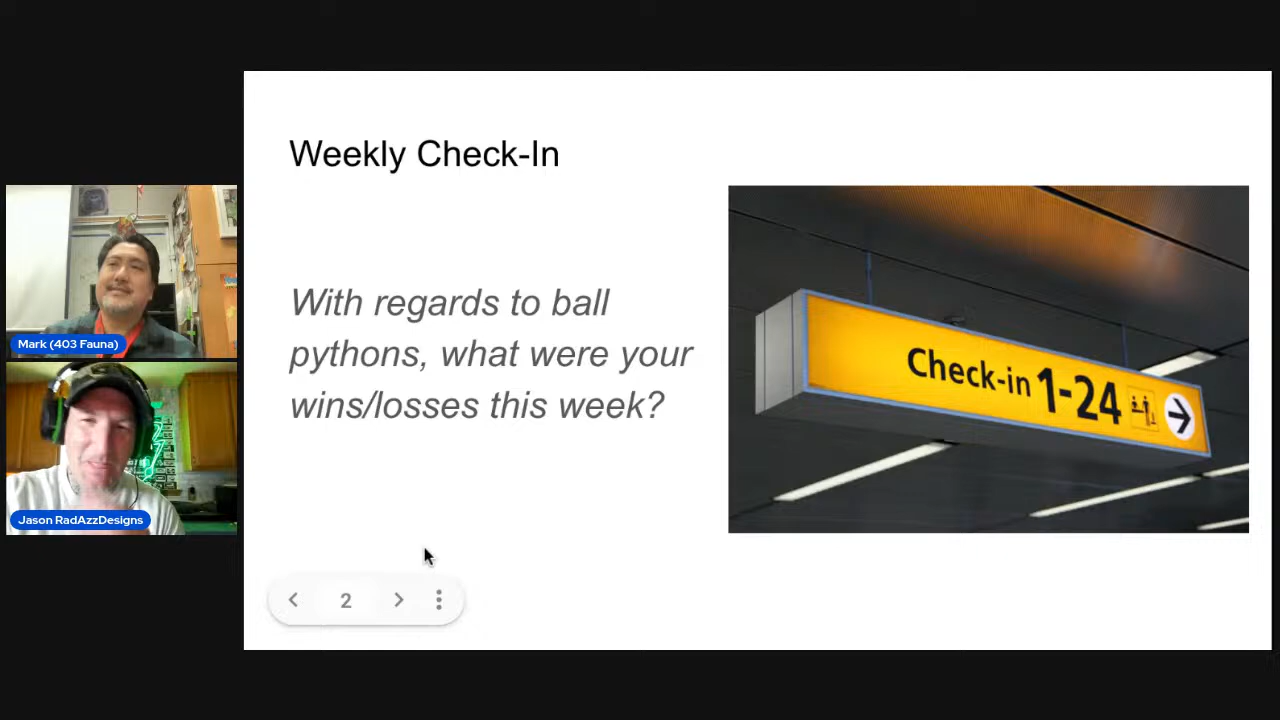 Weekly Check-In
With regards to ball
pythons, what were your
wins/losses this week?
Check-in 1-24
Mark (403 Fauna)
Jason RadAzzDesigns
2